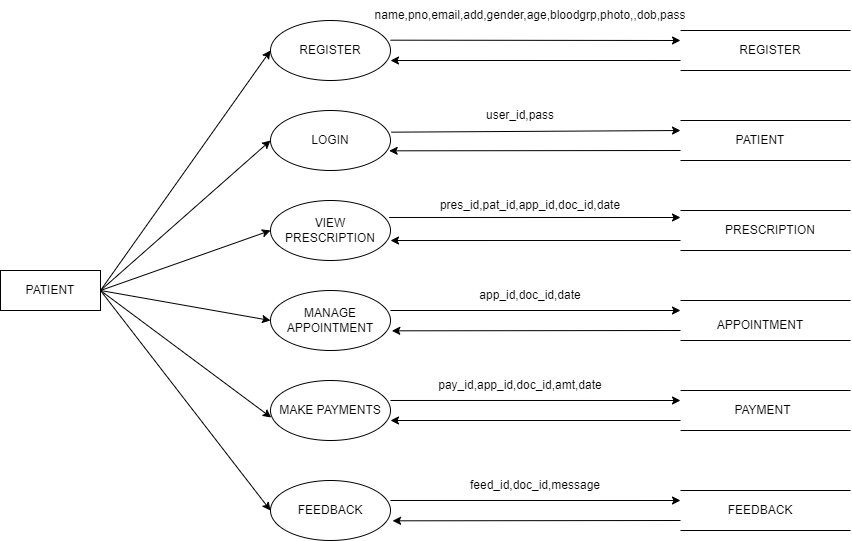 name,pno,email,add,gender,age,bloodgrp,photo,,dob,pass
REGISTER
REGISTER
user_id,pass
LOGIN
PATIENT
pres_id,pat_id,app_id,doc_id,date
VIEW
PRESCRIPTION
PRESCRIPTION
PATIENT
app_id,doc_id,date
MANAGE
APPOINTMENT
APPOINTMENT
pay_id,app_id,doc_id,amt,date
MAKE PAYMENTS
PAYMENT
feed_id,doc_id,message
FEEDBACK
FEEDBACK